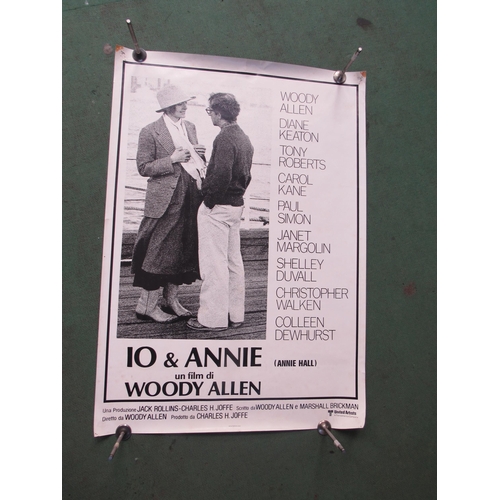 WOODY
ALLEN
DIANE
KEATON
TONY
ROBERTS
CAROL
KANE
PAUL
SIMON
JANET
MARGOLIN
SHELLEY
DUVALL
CHRISTOPHER
WALKEN
COLLEEN
DEWHURST
IO & ANNIE
(ANNIE HALL)
un film di
WOODY ALLEN
Una Produzione JACK ROLLINS-CHARLES H. JOFFE Scritto da WOODY ALLEN e MARSHALL BRICKMAN
Diretto da WOODY ALLEN Prodotto da CHARLES H. JOFFE
United Artists